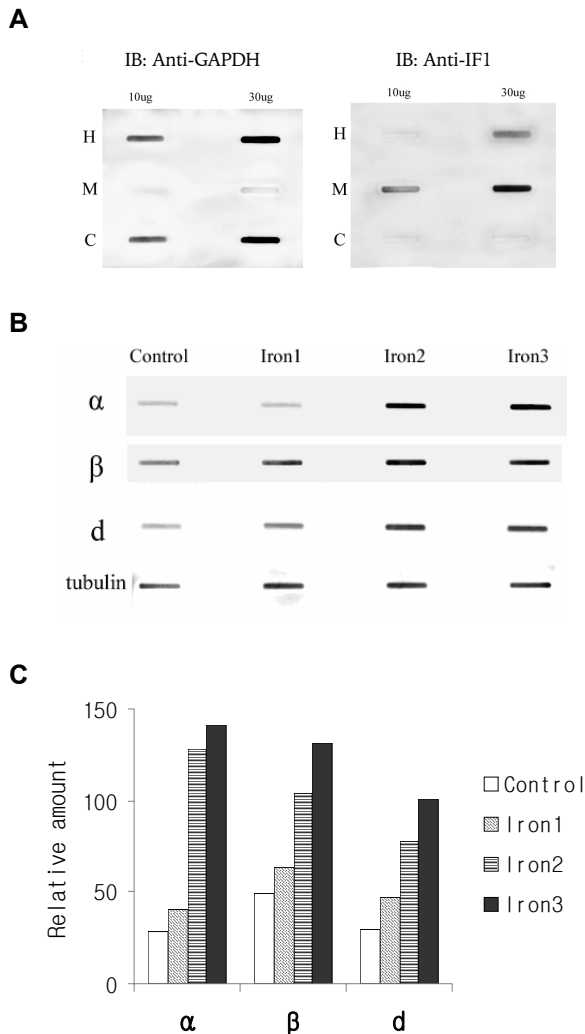 A
IB: Anti-GAPDH
IB: Anti-IF1
10ug 30ug
10ug 30ug
H
M
C
H
M
C
B
Control Iron1 Iron2 Iron3
α
β
d
tubulin
C
150
100
50
0
Relative amount
α β d
Control
Iron1
Iron2
Iron3